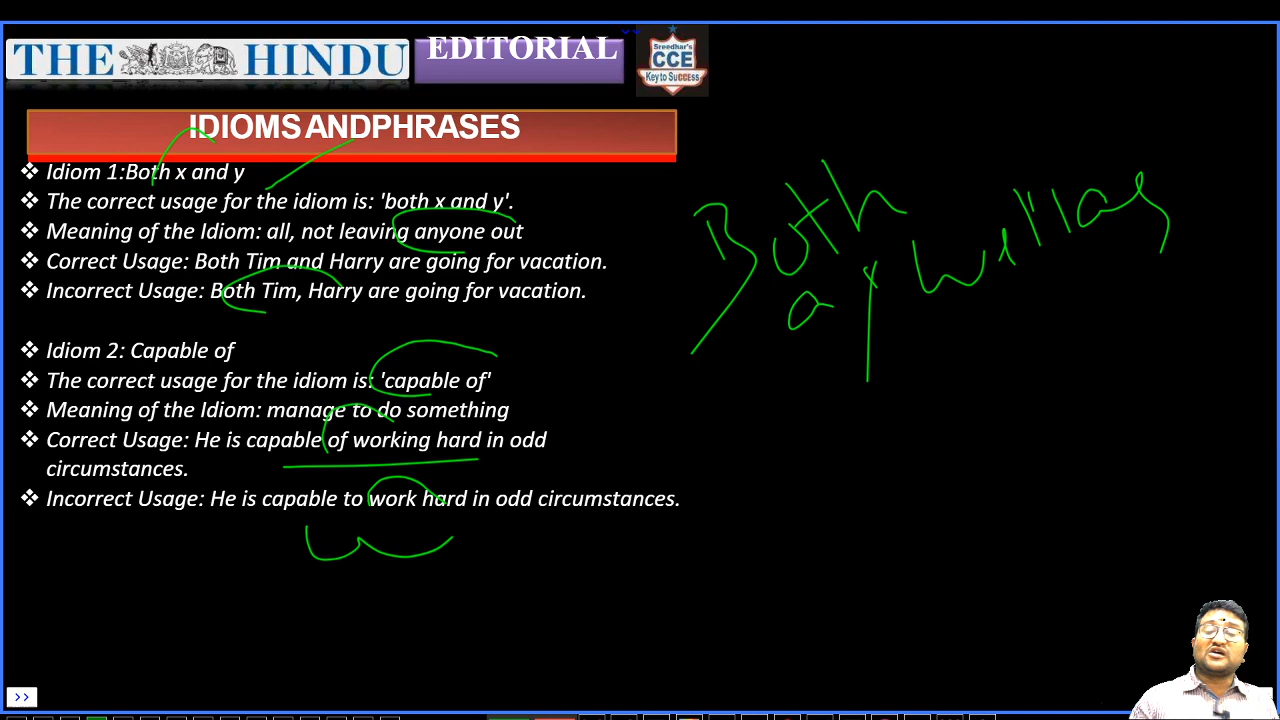 THE HINDU
EDITORIAL
Sreedhar's
CCE
Key to Success
IDIOMS ANDPHRASES
❖ Idiom 1:Both x and y
❖ The correct usage for the idiom is: 'both x and y'.
❖ Meaning of the Idiom: all, not leaving anyone out
❖ Correct Usage: Both Tim and Harry are going for vacation.
❖ Incorrect Usage: Both Tim, Harry are going for vacation.
❖ Idiom 2: Capable of
❖ The correct usage for the idiom is: 'capable of'
❖ Meaning of the Idiom: manage to do something
❖ Correct Usage: He is capable of working hard in odd
circumstances.
❖ Incorrect Usage: He is capable to work hard in odd circumstances.
Both
>>